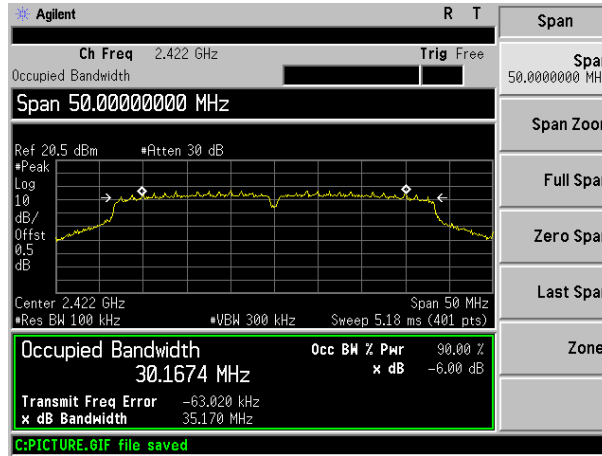 Agilent R T
Span
Ch Freq 2.422 GHz Trig Free
Occupied Bandwidth
Span 50.00000000 MHz
Ref 20.5 dBm #Atten 30 dB
#Peak
Log
10
dB/
Offst
0.5
dB
Center 2.422 GHz Span 50 MHz
#Res BW 100 kHz #VBW 300 kHz Sweep 5.18 ms (401 pts)
Occupied Bandwidth
30.1674 MHz
Occ BW % Pwr 90.00 %
x dB -6.00 dB
Transmit Freq Error -63.020 kHz
x dB Bandwidth 35.170 MHz
C:PICTURE.GIF file saved
Span
50.0000000 MH
Span Zoom
Full Span
Zero Span
Last Span
Zone